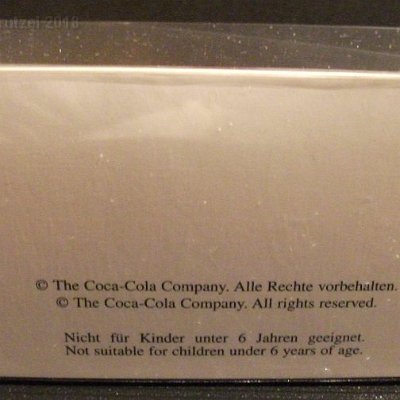 2016
© The Coca-Cola Company. Alle Rechte vorbehalten.
© The Coca-Cola Company. All rights reserved.
Nicht für Kinder unter 6 Jahren geeignet.
Not suitable for children under 6 years of age.